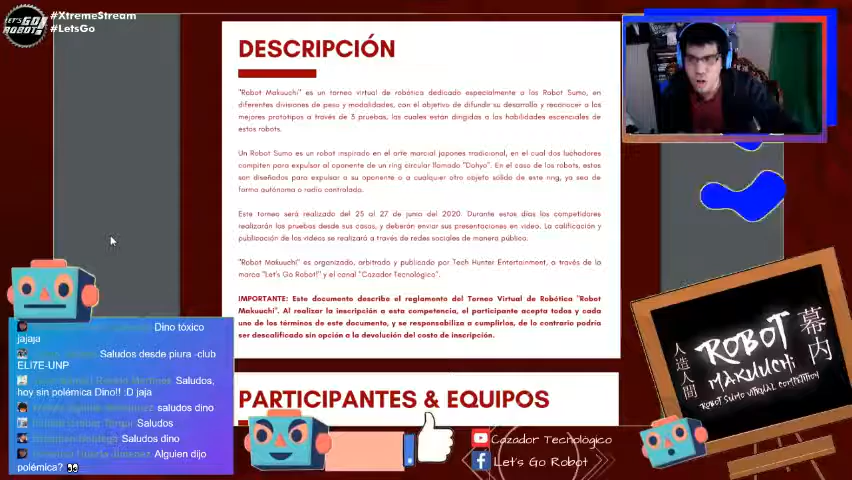 LET'S GO ROBOT!
#XtremeStream
#LetsGo
DESCRIPCIÓN
"Robot Makuuchi" es un torneo virtual de robótica dedicado especialmente a los Robot Sumo, en
diferentes divisiones de peso y modalidades, con el objetivo de difundir su desarrollo y reconocer a los
mejores prototipos a través de 3 pruebas, las cuales están dirigidas a las habilidades escenciales de
estos robots.
Un Robot Sumo es un robot inspirado en el arte marcial japones tradicional, en el cual dos luchadores
compiten para expulsar al oponente de un ring circular llamado "Dohyo". En el caso de los robots, estos
son diseñados para expulsar a su oponente o a cualquier otro objeto sólido de este ring, ya sea de
forma autónoma o radio controlada.
Este torneo será realizado del 25 al 27 de junio del 2020. Durante estos días los competidores
realizarán las pruebas desde sus casas, y deberán enviar sus presentaciones en video. La calificación y
publicación de los videos se realizará a través de redes sociales de manera pública.
"Robot Makuuchi" es organizado, arbitrado y publicado por Tech Hunter Entertainment, a través de la
marca "Let's Go Robot!" y el canal "Cazador Tecnológico".
IMPORTANTE: Este documento describe el reglamento del Torneo Virtual de Robótica "Robot
Makuuchi". Al realizar la inscripción a esta competencia, el participante acepta todos y cada
uno de los términos de este documento, y se responsabiliza a cumplirlos, de lo contrario podría
ser descalificado sin opción a la devolución del costo de inscripción.
PARTICIPANTES & EQUIPOS
Dino tóxico
jajaja
Saludos desde piura -club
ELI7E-UNP
Saludos,
hoy sin polémica Dino!! :D jaja
saludos dino
Saludos
Saludos dino
Alguien dijo
polémica? 👀
Cazador Tecnológico
Let's Go Robot
ROBOT
MAKUUCHI
ROBOT SUMO VIRTUAL COMPETITION
幕内
人造人間